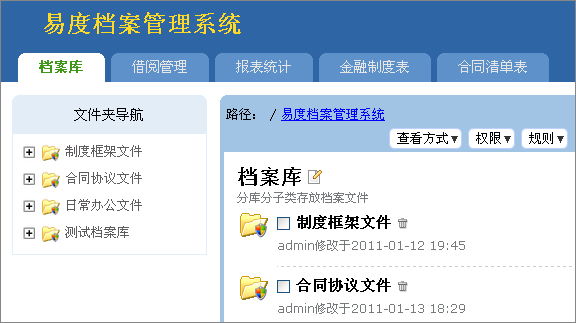 易度档案管理系统
档案库 借阅管理 报表统计 金融制度表 合同清单表
文件夹导航
制度框架文件
合同协议文件
日常办公文件
测试档案库
路径： / 易度档案管理系统
查看方式▼ 权限▼ 规则▼
档案库
分库分子类存放档案文件
制度框架文件
admin修改于2011-01-12 19:45
合同协议文件
admin修改于2011-01-13 18:29